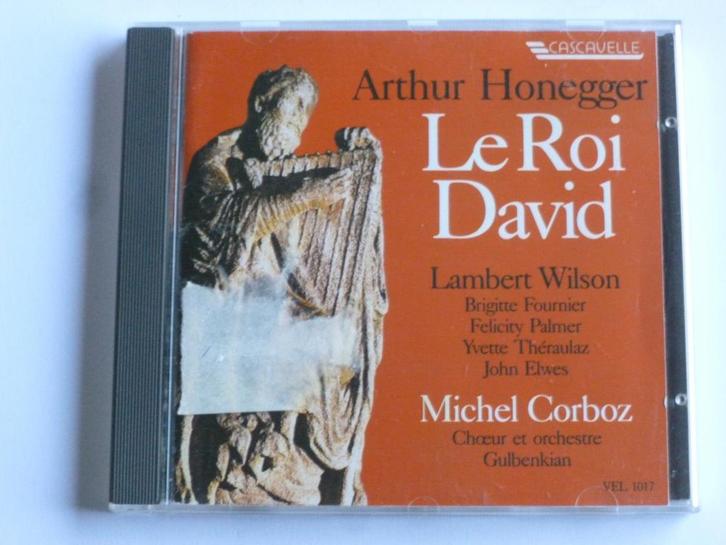 CASCAVELLE
Arthur Honegger
Le Roi
David
Lambert Wilson
Brigitte Fournier
Felicity Palmer
Yvette Théraulaz
John Elwes
Michel Corboz
Chœur et orchestre
Gulbenkian
VEL 1017